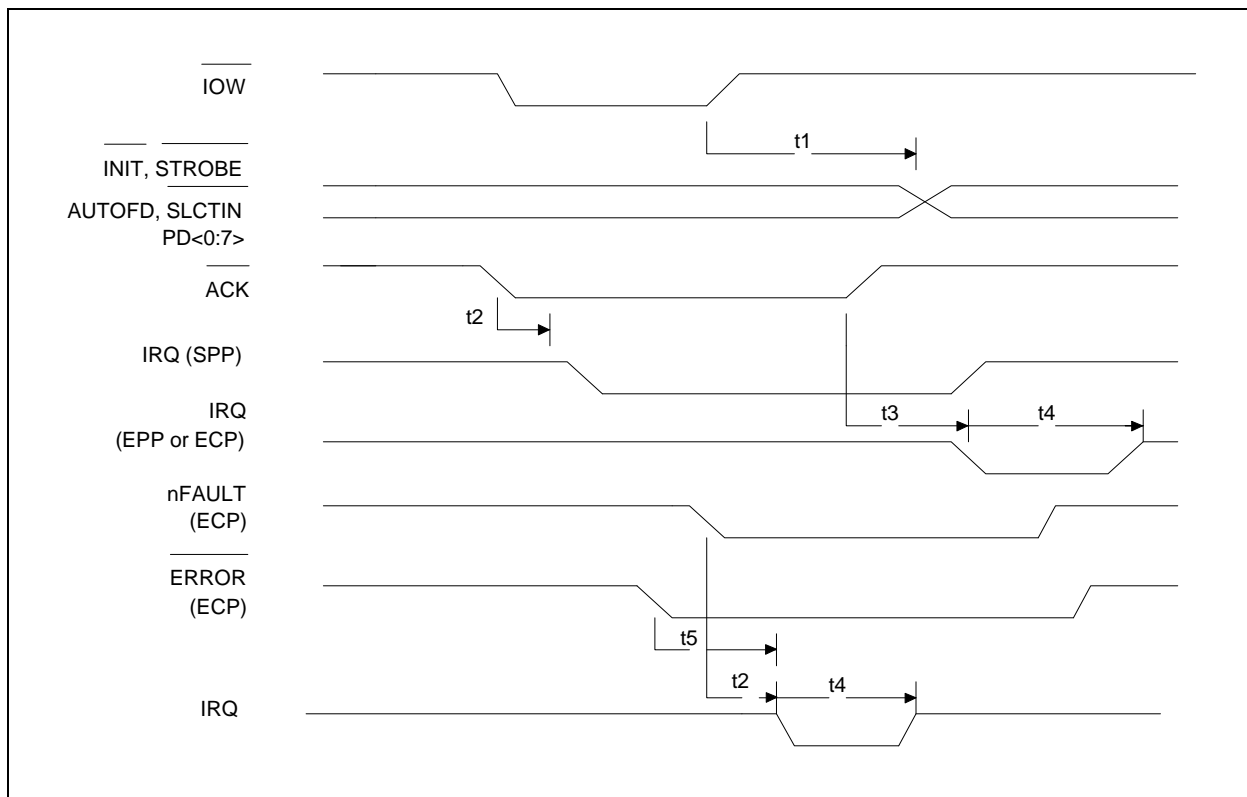 IOW
t1
INIT, STROBE
AUTOFD, SLCTIN
PD<0:7>
ACK
t2
IRQ (SPP)
IRQ
(EPP or ECP)
t3
t4
nFAULT
(ECP)
ERROR
(ECP)
t5
t2
t4
IRQ